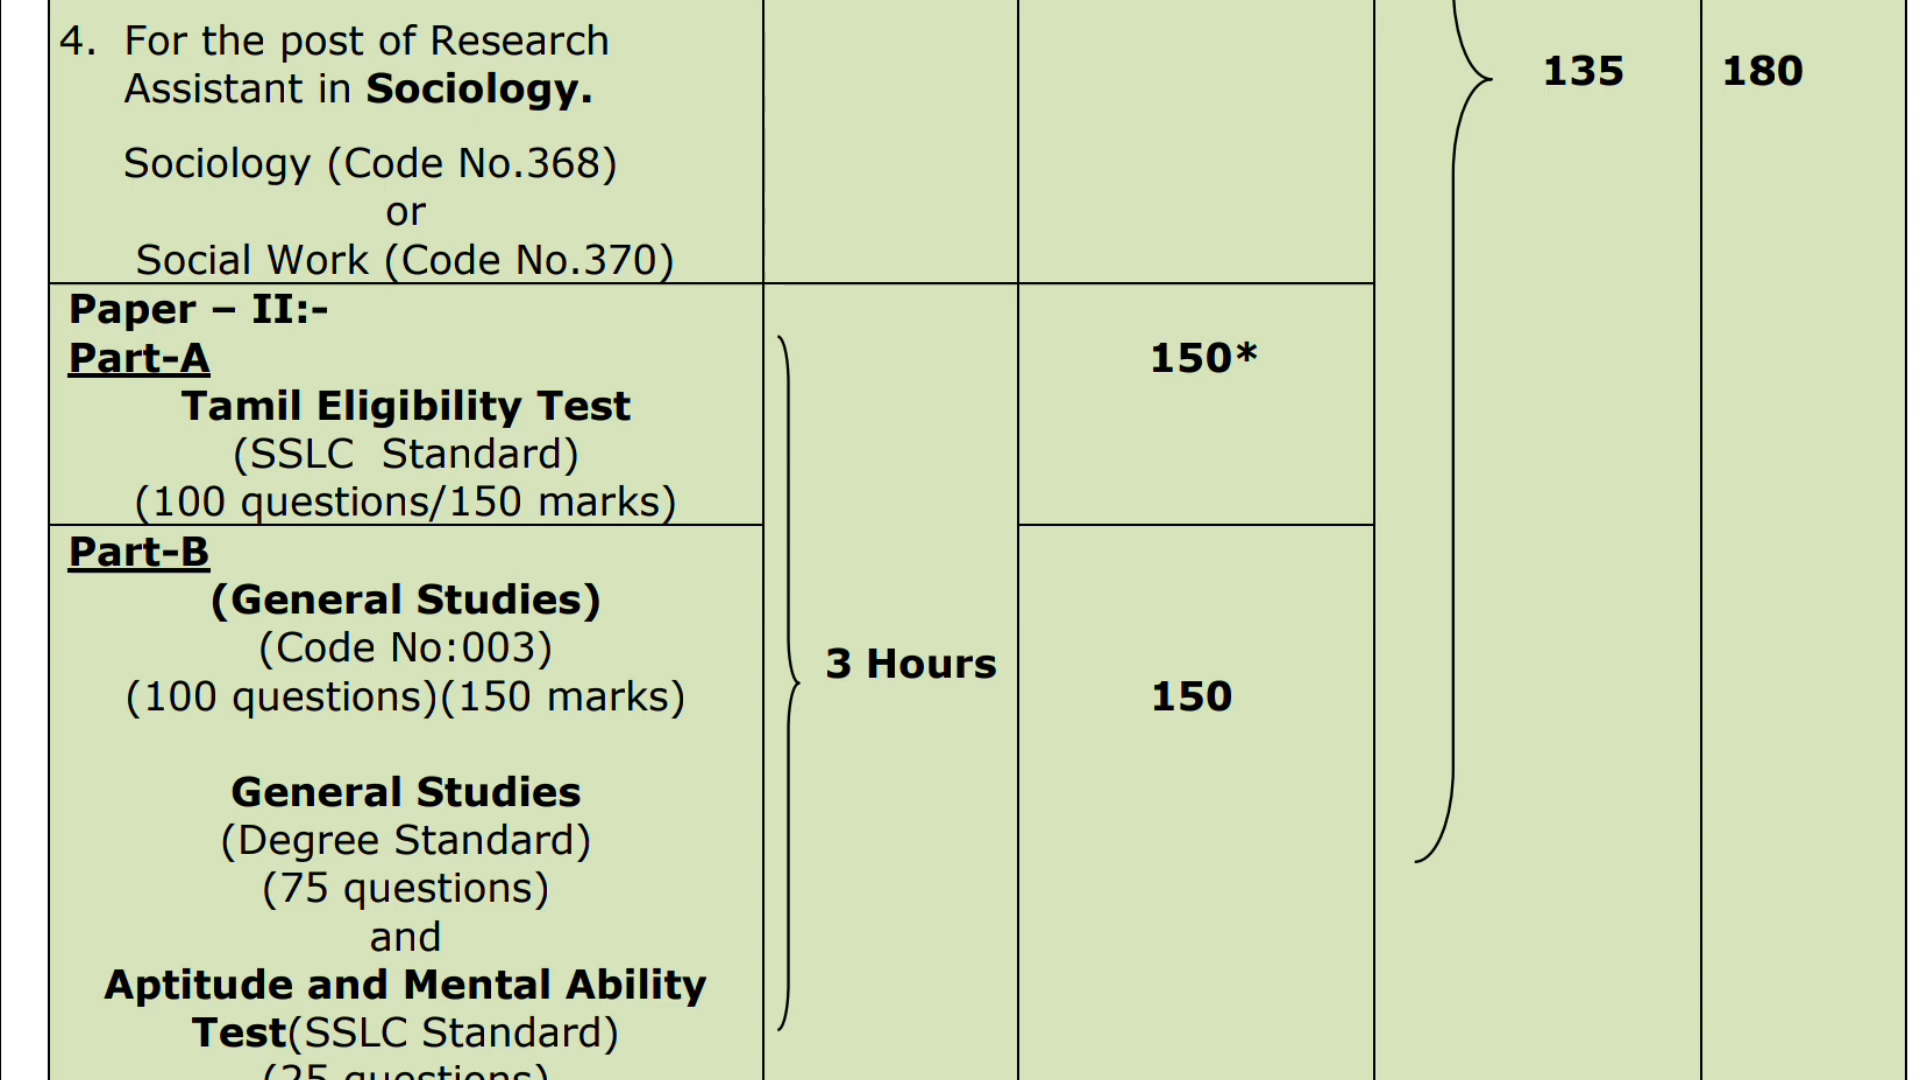 4. For the post of Research
Assistant in Sociology.
135
180
Sociology (Code No.368)
or
Social Work (Code No.370)
Paper – II:-
Part-A
150*
Tamil Eligibility Test
(SSLC  Standard)
(100 questions/150 marks)
Part-B
(General Studies)
(Code No:003)
3 Hours
(100 questions)(150 marks)
150
General Studies
(Degree Standard)
(75 questions)
and
Aptitude and Mental Ability
Test(SSLC Standard)
(25 questions)